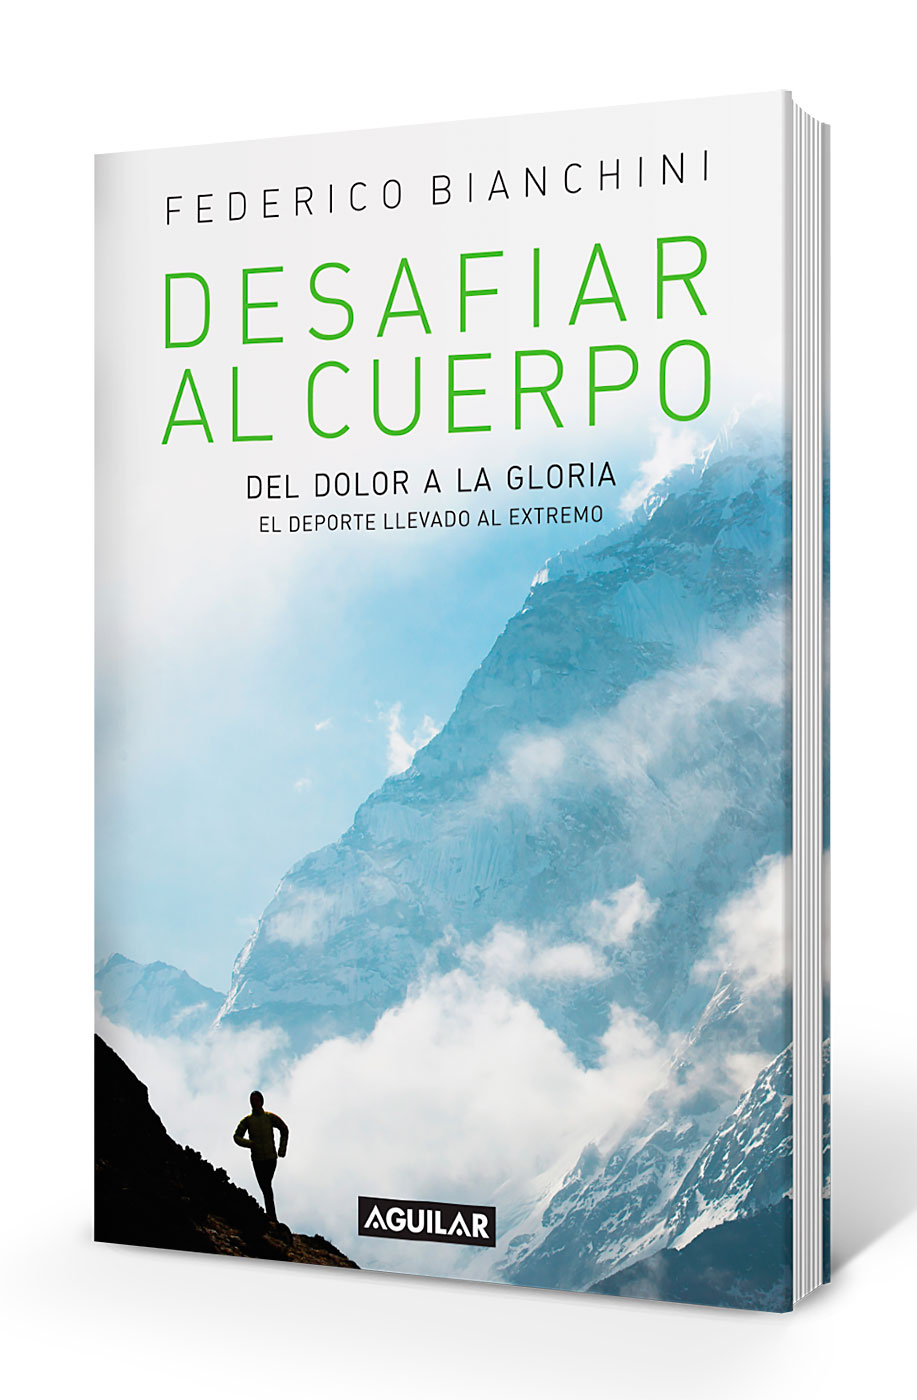 FEDERICO BIANCHINI
DESAFIAR
AL CUERPO
DEL DOLOR A LA GLORIA
EL DEPORTE LLEVADO AL EXTREMO
AGUILAR